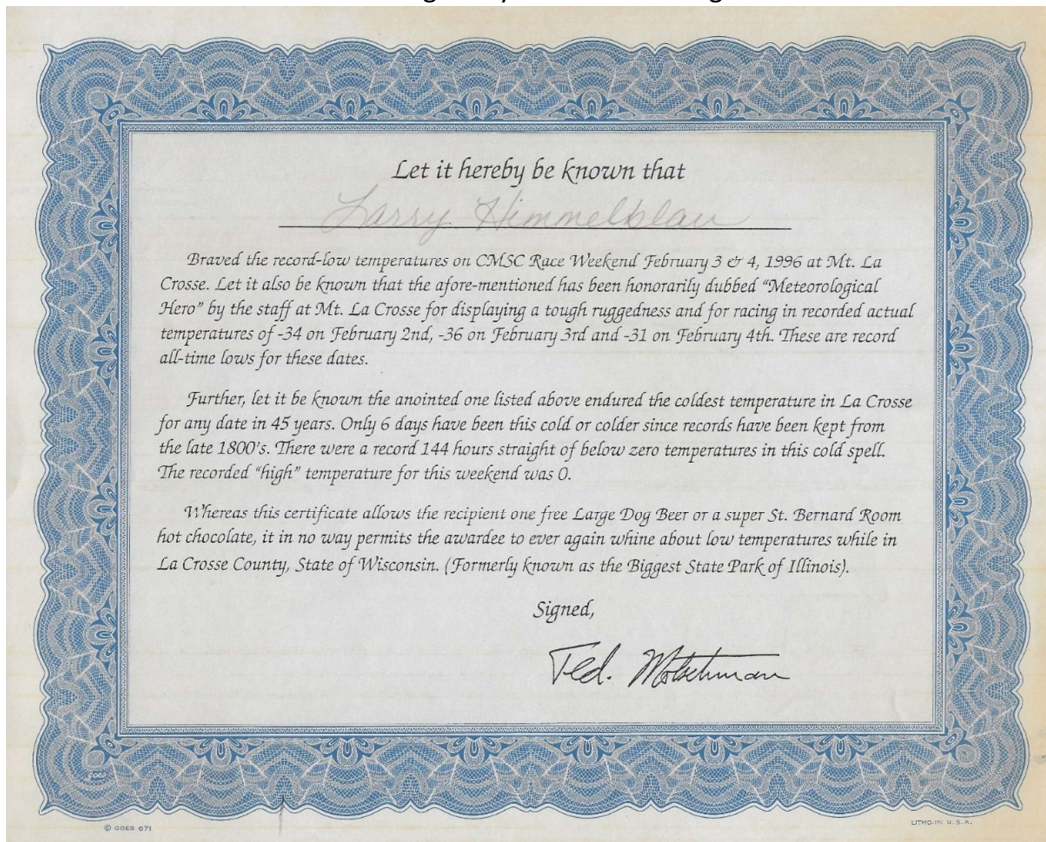 Let it hereby be known that
Larry Himmelblau
Braved the record-low temperatures on CMSC Race Weekend February 3 & 4, 1996 at Mt. La
Crosse. Let it also be known that the afore-mentioned has been honorarily dubbed “Meteorological
Hero” by the staff at Mt. La Crosse for displaying a tough ruggedness and for racing in recorded actual
temperatures of -34 on February 2nd, -36 on February 3rd and -31 on February 4th. These are record
all-time lows for these dates.
Further, let it be known the anointed one listed above endured the coldest temperature in La Crosse
for any date in 45 years. Only 6 days have been this cold or colder since records have been kept from
the late 1800's. There were a record 144 hours straight of below zero temperatures in this cold spell.
The recorded “high” temperature for this weekend was 0.
Whereas this certificate allows the recipient one free Large Dog Beer or a super St. Bernard Room
hot chocolate, it in no way permits the awardee to ever again whine about low temperatures while in
La Crosse County, State of Wisconsin. (Formerly known as the Biggest State Park of Illinois).
Signed,
Ted. Motschman
© GOES 671
LITHO. IN U. S. A.